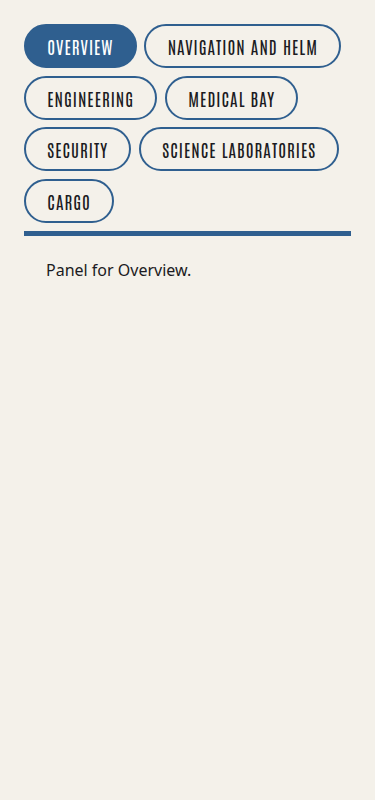 OVERVIEW NAVIGATION AND HELM
ENGINEERING MEDICAL BAY
SECURITY SCIENCE LABORATORIES
CARGO
Panel for Overview.